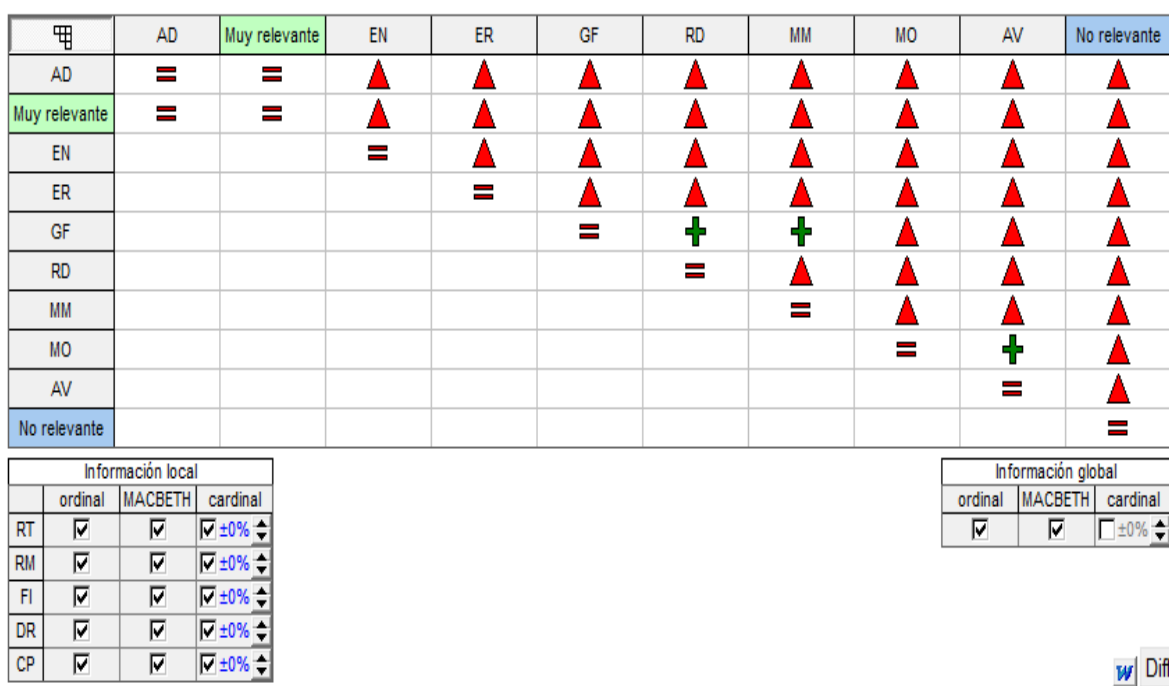 AD Muy relevante EN ER GF RD MM MO AV No relevante
AD
Muy relevante
EN
ER
GF
RD
MM
MO
AV
No relevante
Información local
ordinal MACBETH cardinal
RT ±0%
RM ±0%
FI ±0%
DR ±0%
CP ±0%
Información global
ordinal MACBETH cardinal
±0%
W Dif